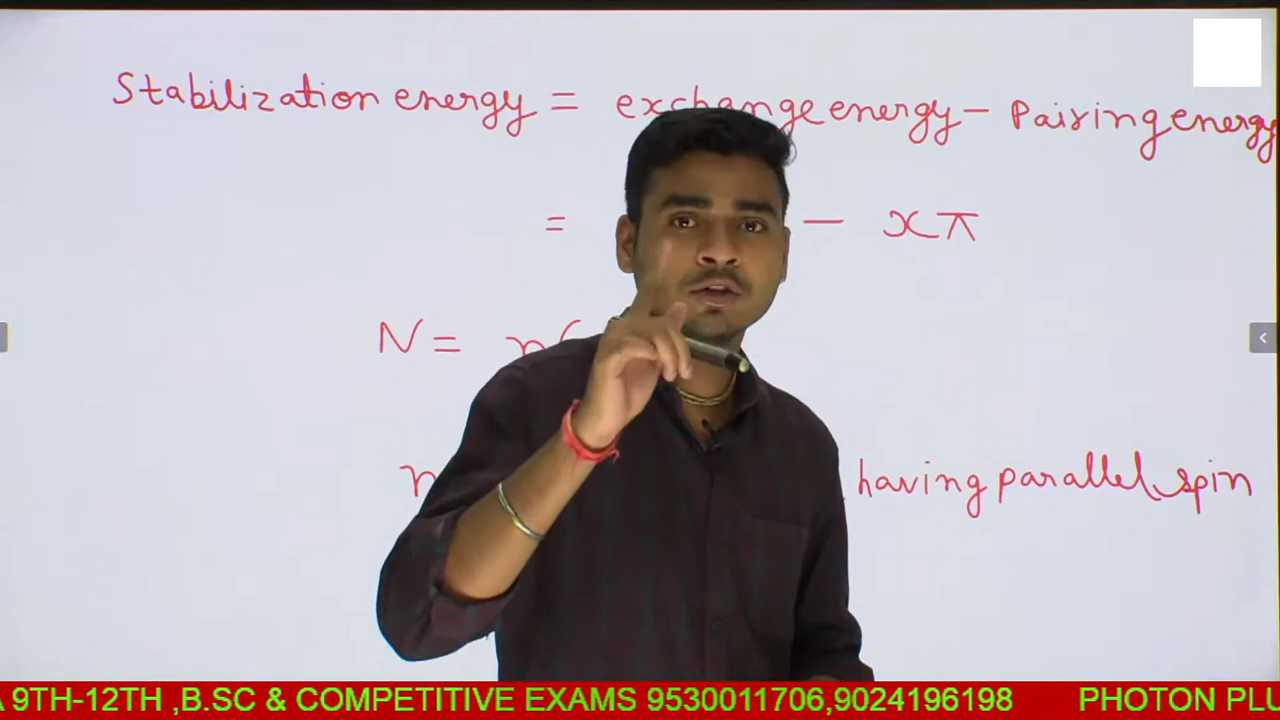 Stabilization energy = exchange energy - Pairing energy
= - xπ
N = n(
n having parallel spin
A 9TH-12TH ,B.SC & COMPETITIVE EXAMS 9530011706,9024196198 PHOTON PLU